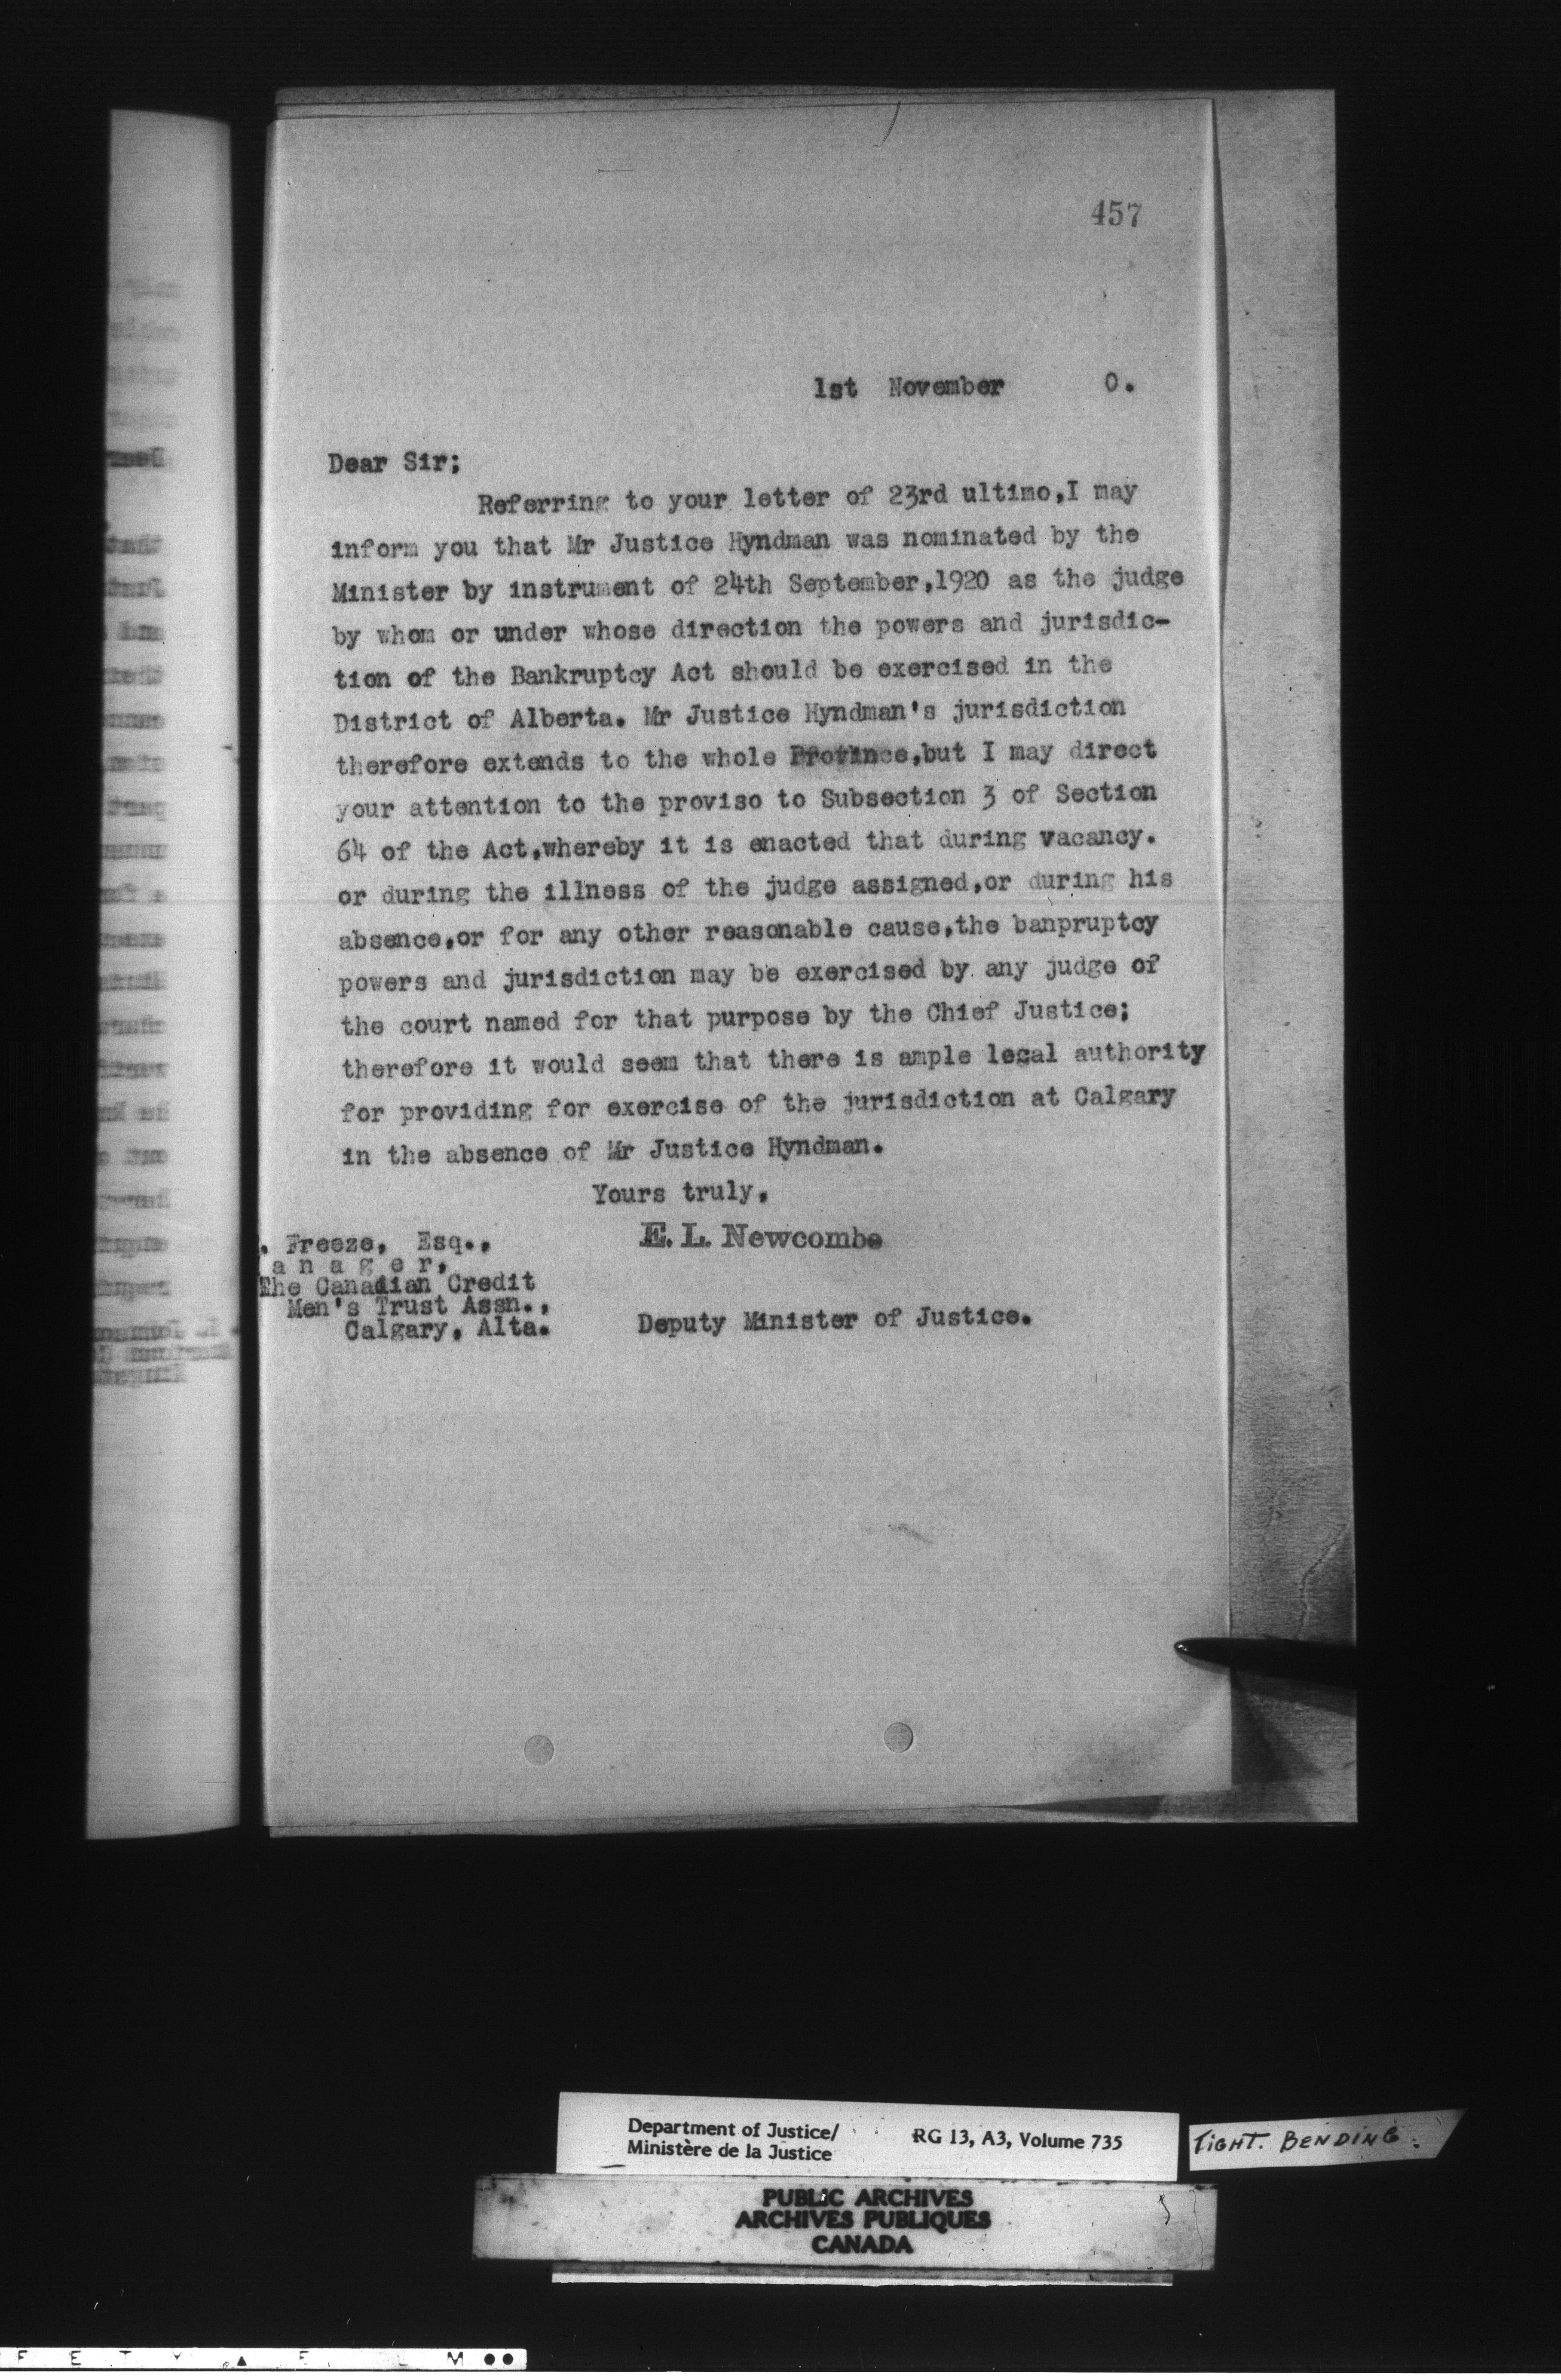 457
1st November 0.
Dear Sir;
Referring to your letter of 23rd ultimo,I may
inform you that Mr Justice Hyndman was nominated by the
Minister by instrument of 24th September,1920 as the judge
by whom or under whose direction the powers and jurisdic-
tion of the Bankruptcy Act should be exercised in the
District of Alberta. Mr Justice Hyndman's jurisdiction
therefore extends to the whole Province,but I may direct
your attention to the proviso to Subsection 3 of Section
64 of the Act,whereby it is enacted that during vacancy.
or during the illness of the judge assigned,or during his
absence,or for any other reasonable cause,the banpruptcy
powers and jurisdiction may be exercised by any judge of
the court named for that purpose by the Chief Justice;
therefore it would seem that there is ample legal authority
for providing for exercise of the jurisdiction at Calgary
in the absence of Mr Justice Hyndman.
Yours truly,
E. L. Newcombe
. Freeze, Esq.,
a n a g e r,
The Canadian Credit
Men's Trust Assn.,
Calgary, Alta.
Deputy Minister of Justice.
Department of Justice/
Ministère de la Justice
RG 13, A3, Volume 735
TIGHT. BENDING.
PUBLIC ARCHIVES
ARCHIVES PUBLIQUES
CANADA